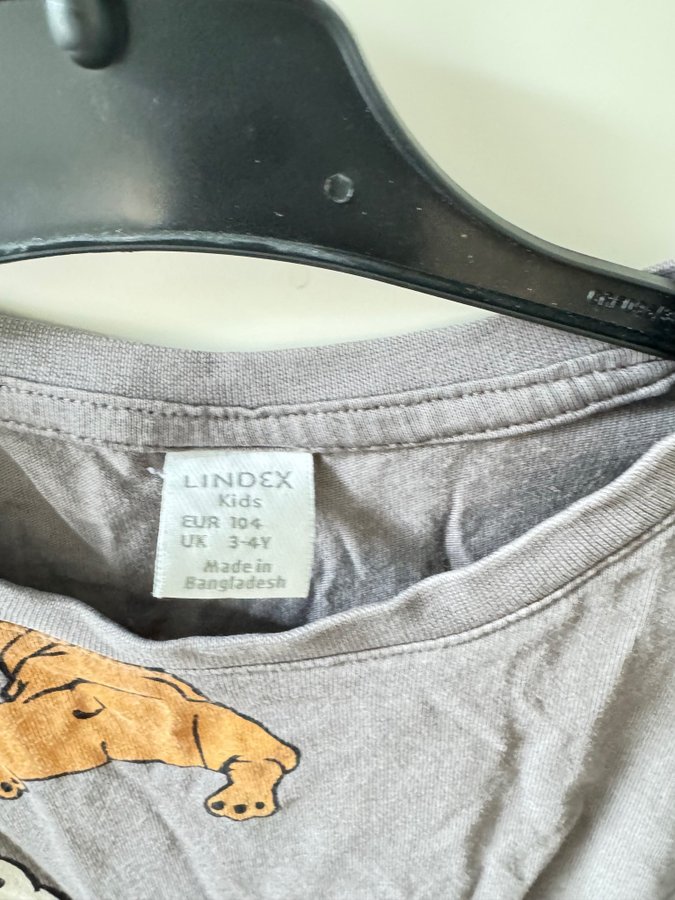 LINDEX
Kids
EUR 104
UK 3-4Y
Made in
Bangladesh